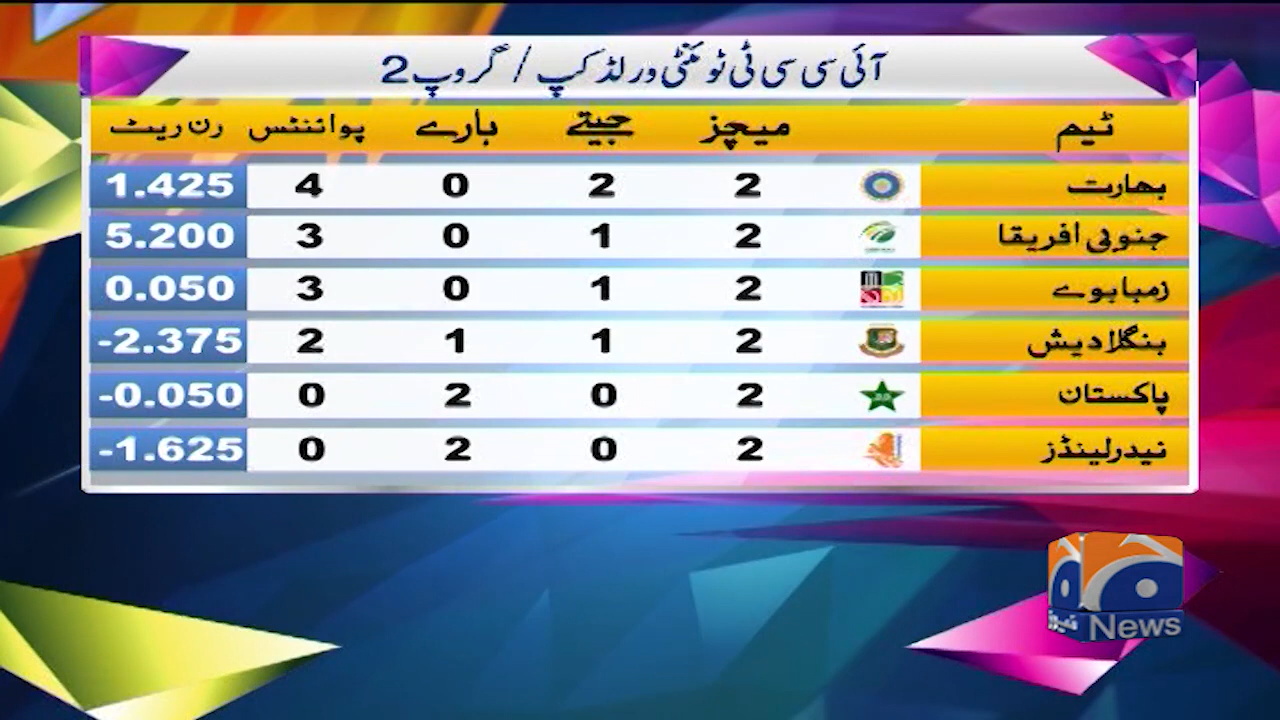 آئی سی سی ٹی ٹوئنٹی ورلڈ کپ / گروپ 2
ٹیم میچز جیتے ہارے پوائنٹس رن ریٹ
بھارت 2 2 0 4 1.425
جنوبی افریقا 2 1 0 3 5.200
زمبابوے 2 1 0 3 0.050
بنگلادیش 2 1 1 2 -2.375
پاکستان 2 0 2 0 -0.050
نیدرلینڈز 2 0 2 0 -1.625
نیوز News